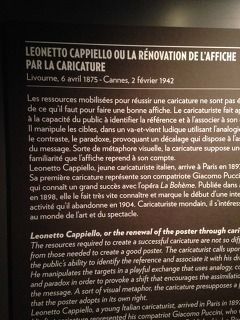 LEONETTO CAPPIELLO OU LA RÉNOVATION DE L'AFFICHE
PAR LA CARICATURE
Livourne, 6 avril 1875 - Cannes, 2 février 1942
Les ressources mobilisées pour réussir une caricature ne sont pas
de ce qu'il faut pour faire une bonne affiche. Le caricaturiste fait
à la capacité du public à identifier la référence et à l'associer à son
Il manipule les cibles, dans un va-et-vient ludique utilisant l'analogie
le contraste, le paradoxe, provoquant un décalage qui dispose à
du message. Sorte de métaphore visuelle, la caricature suppose
familiarité que l'affiche reprend à son compte.
Leonetto Cappiello, jeune caricaturiste italien, arrive à Paris en
Sa première caricature représente son compatriote Giacomo Puccini,
qui connaît un grand succès avec l'opéra La Bohème. Publiée dans
en 1898, elle le fait très vite connaître et marque le début d'une
activité qu'il abandonne en 1904. Caricaturiste mondain, il s'intéresse
au monde de l'art et du spectacle.
Leonetto Cappiello, or the renewal of the poster through
The resources required to create a successful caricature are not so
from those needed to create a good poster. The caricaturist calls upon
the public's ability to identify the reference and associate it with his
He manipulates the targets in a playful exchange that uses analogy,
and paradox in order to provoke a shift that encourages the
of a message. A sort of visual metaphor, the caricature presupposes a
that the poster adopts in its own right.
Leonetto Cappiello, a young Italian caricaturist, arrived in Paris in
represented his compatriot Giacomo Puccini,